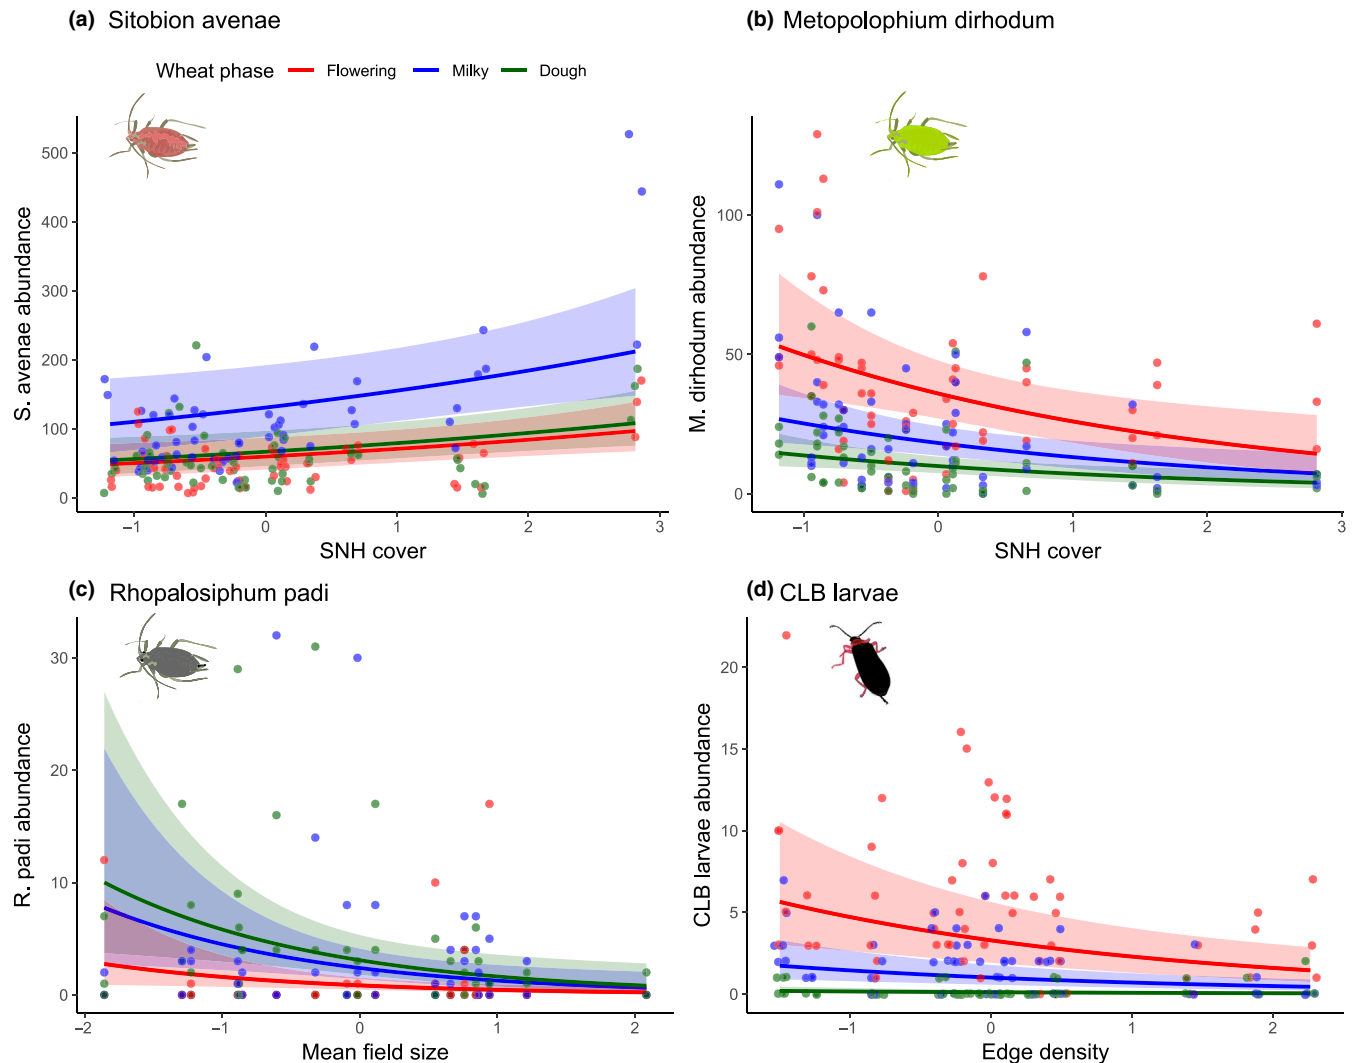 (a) Sitobion avenae
(b) Metopolophium dirhodum
Wheat phase Flowering Milky Dough
S. avenae abundance
500
400
300
200
100
0
−1 0 1 2 3
SNH cover
M. dirhodum abundance
100
50
0
−1 0 1 2 3
SNH cover
(c) Rhopalosiphum padi
(d) CLB larvae
R. padi abundance
30
20
10
0
−2 −1 0 1 2
Mean field size
CLB larvae abundance
20
15
10
5
0
−1 0 1 2
Edge density